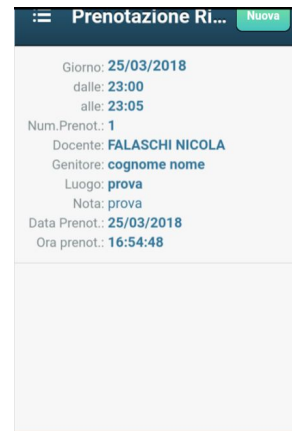 Prenotazione Ri... Nuova
Giorno: 25/03/2018
dalle: 23:00
alle: 23:05
Num.Prenot.: 1
Docente: FALASCHI NICOLA
Genitore: cognome nome
Luogo: prova
Nota: prova
Data Prenot.: 25/03/2018
Ora prenot.: 16:54:48